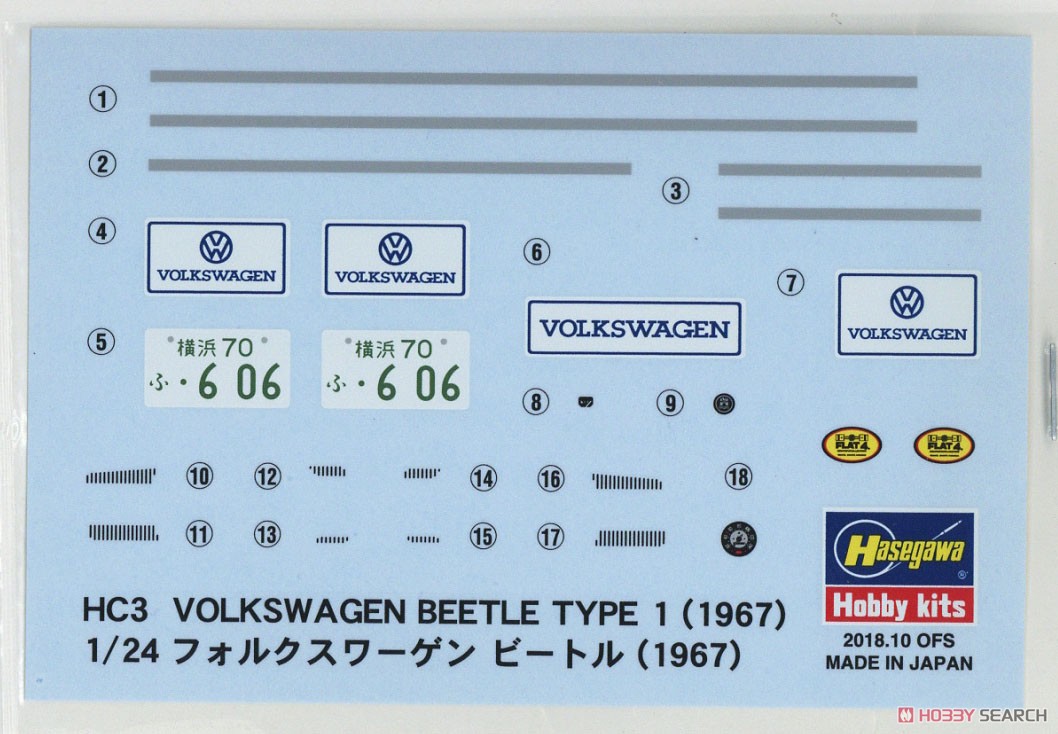 ①
②
③
④
VOLKSWAGEN
VOLKSWAGEN
⑥
VOLKSWAGEN
⑦
VOLKSWAGEN
⑤
横浜 70
ふ・6 06
横浜 70
ふ・6 06
⑧
⑨
FLAT4
FLAT4
⑩
⑫
⑭
⑯
⑱
⑪
⑬
⑮
⑰
Hasegawa
Hobby kits
HC3 VOLKSWAGEN BEETLE TYPE 1 (1967)
1/24 フォルクスワーゲン ビートル (1967)
2018.10 OFS
MADE IN JAPAN
HOBBY SEARCH